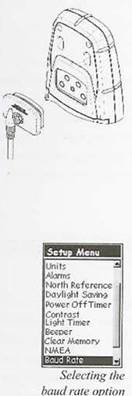 Setup Menu
Units
Alarms
North Reference
Daylight Saving
Power Off Timer
Contrast
Light Timer
Beeper
Clear Memory
NMEA
Baud Rate
Selecting the
baud rate option